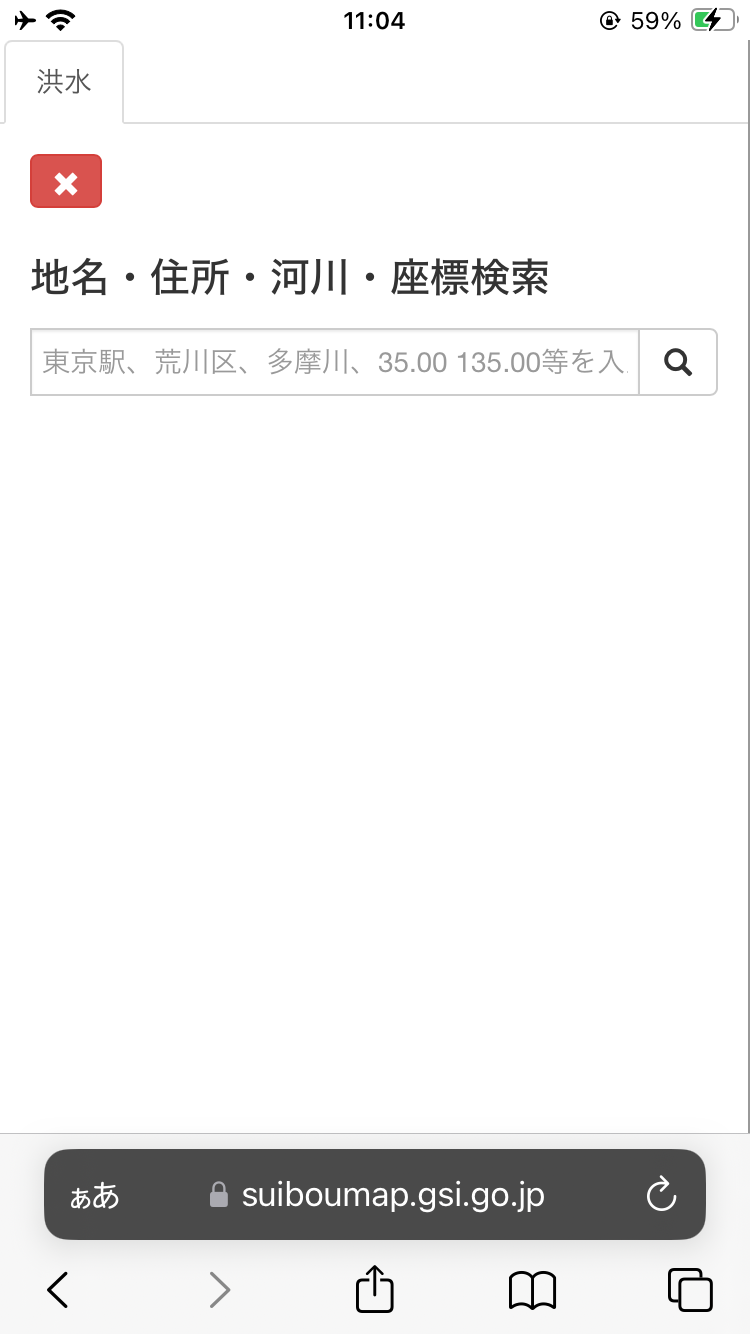 11:04
59%
洪水
地名・住所・河川・座標検索
東京駅、荒川区、多摩川、35.00 135.00等を入
ぁあ
suiboumap.gsi.go.jp